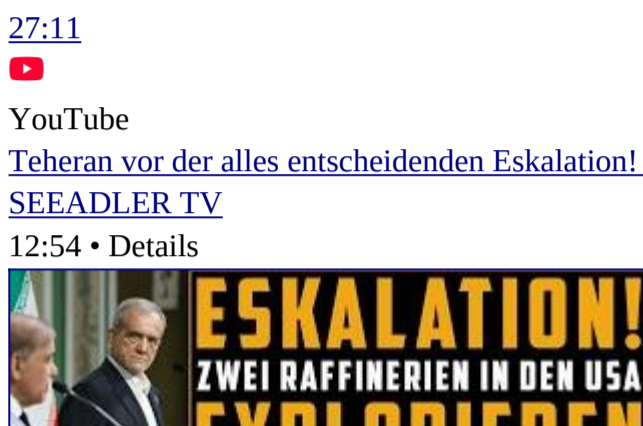 27:11
YouTube
Teheran vor der alles entscheidenden Eskalation!
SEEADLER TV
12:54 • Details
ESKALATION!
ZWEI RAFFINERIEN IN DEN USA
EXPLODIEREN